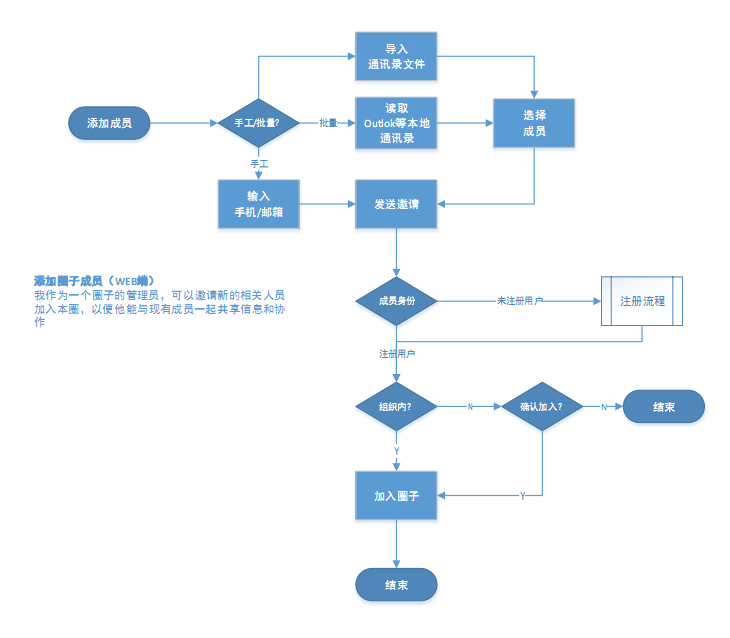 导入
通讯录文件
添加成员
手工/批量?
批量
读取
Outlok等本地
通讯录
选择
成员
手工
输入
手机/邮箱
发送邀请
添加圈子成员（WEB端）
我作为一个圈子的管理员，可以邀请新的相关人员
加入本圈，以便他能与现有成员一起共享信息和协
作
成员身份
未注册用户
注册流程
注册用户
组织内?
N
确认加入?
N
结束
Y
加入圈子
Y
结束